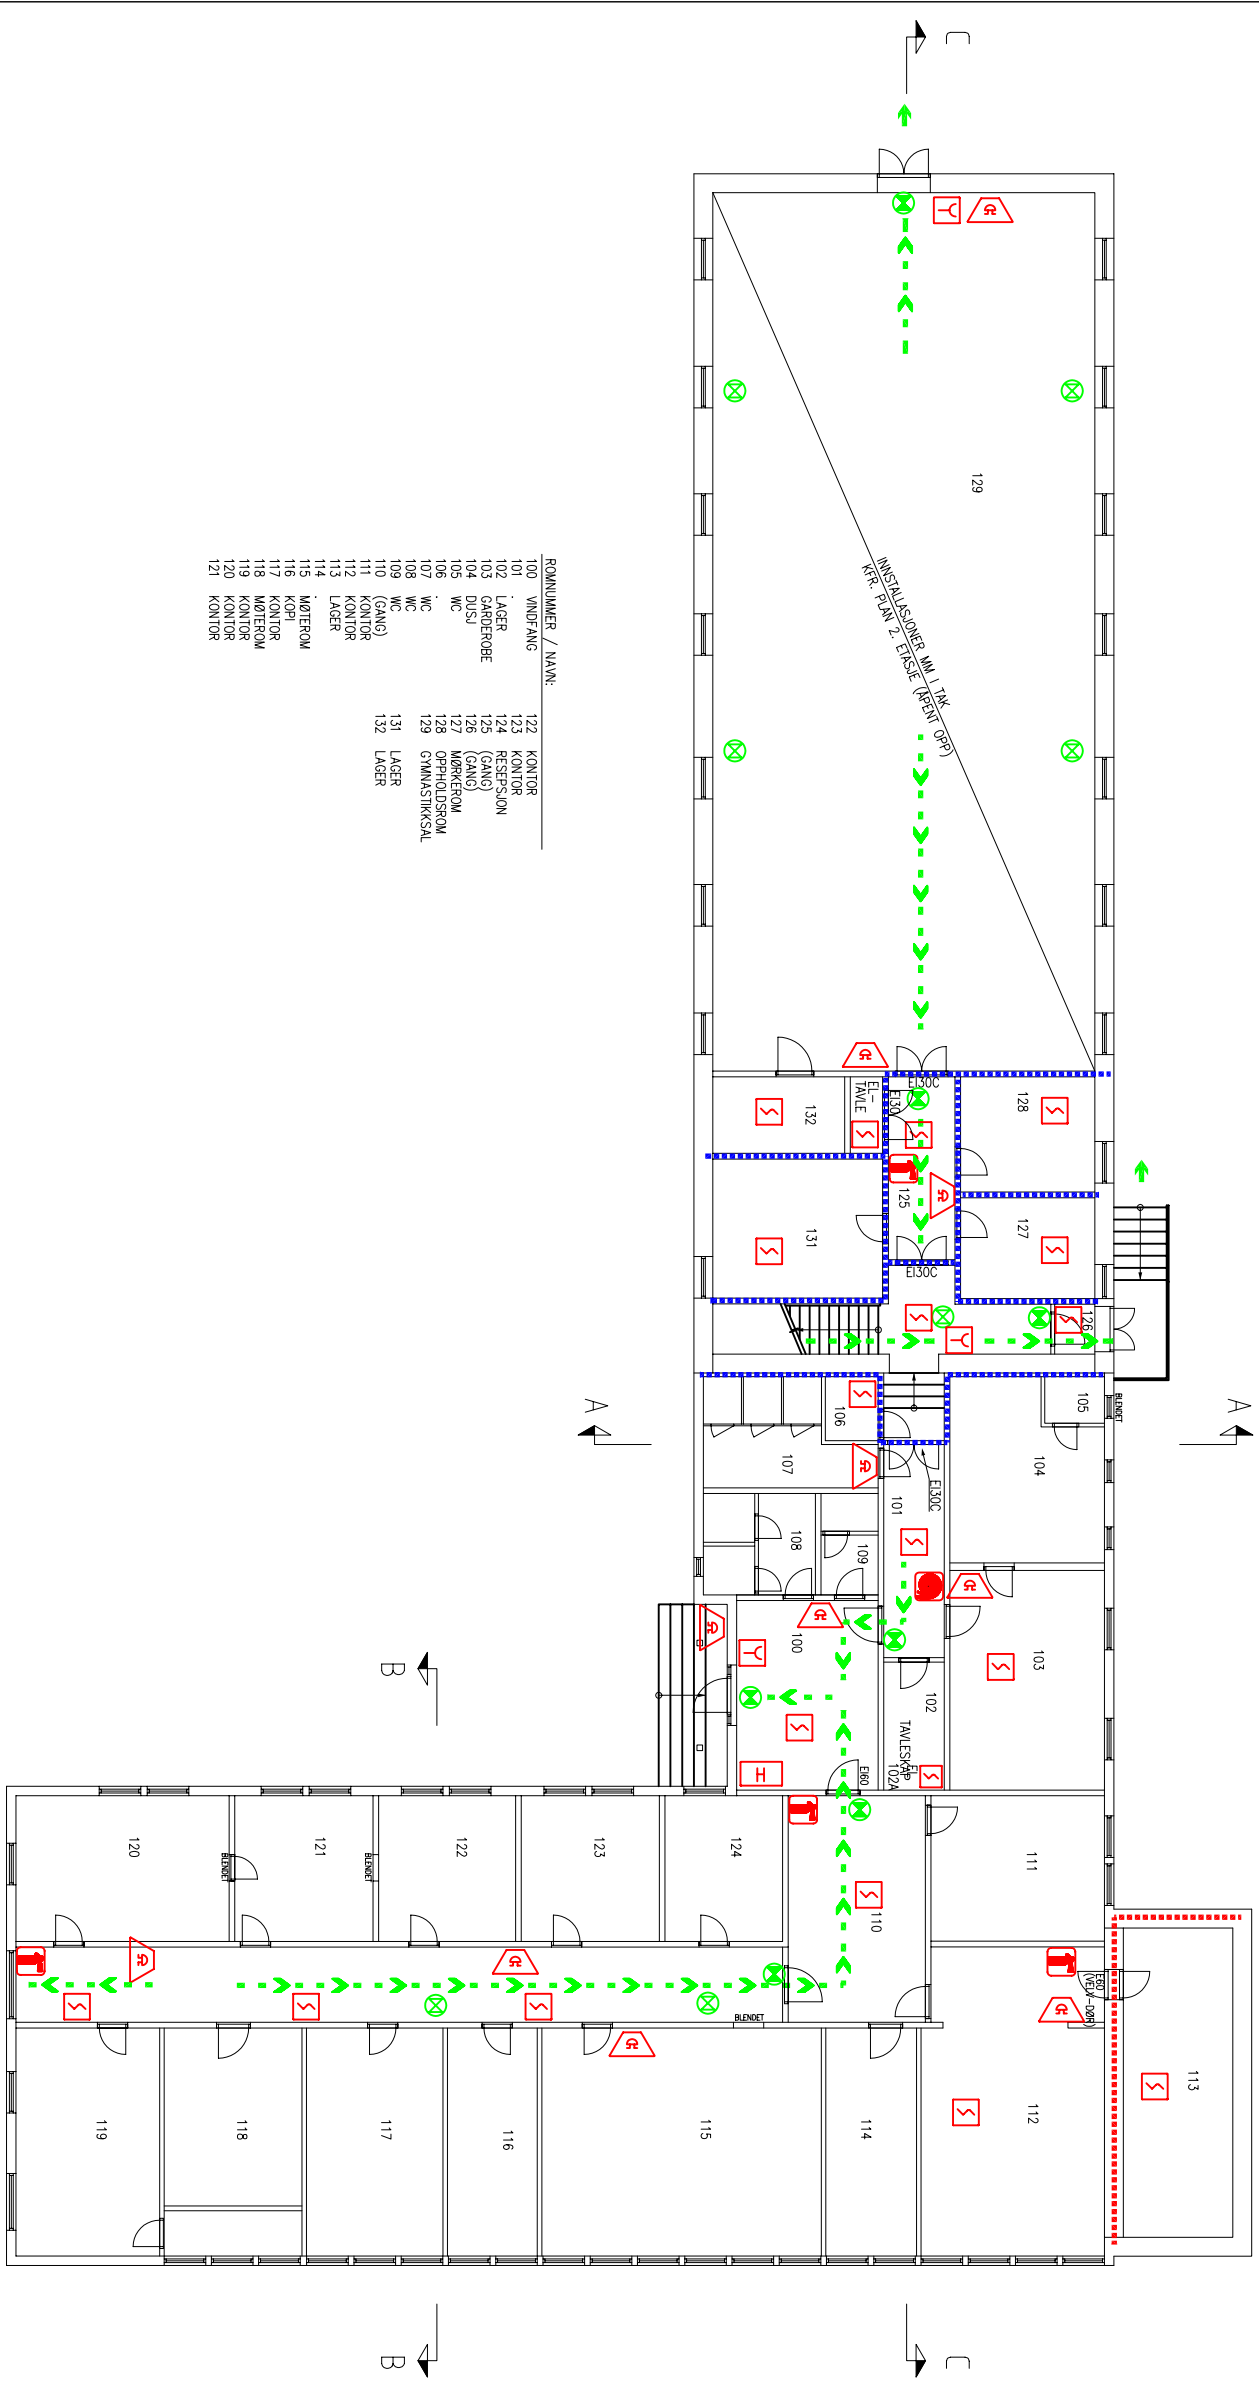 C
C
A
A
B
B
129
INNSTALLASJONER MM I TAK
KFR. PLAN 2. ETASJE (ÅPENT OPP)
ROMNUMMER / NAVN:
100 VINDFANG
101 .
102 LAGER
103 GARDEROBE
104 DUSJ
105 WC
106 .
107 WC
108 WC
109 WC
110 (GANG)
111 KONTOR
112 KONTOR
113 LAGER
114 .
115 MØTEROM
116 KOPI
117 KONTOR
118 MØTEROM
119 KONTOR
120 KONTOR
121 KONTOR
122 KONTOR
123 KONTOR
124 RESEPSJON
125 (GANG)
126 (GANG)
127 MØRKEROM
128 OPPHOLDSROM
129 GYMNASTIKKSAL
131 LAGER
132 LAGER
EI30C
EI30
EL-
TAVLE
132
128
125
131
127
EI30C
126
BLENDET
105
106
104
107
EI30C
101
108
109
100
103
102
EL
TAVLESKAP
102A
EI60
H
120
BLENDET
121
BLENDET
122
123
124
110
111
E60
(VELV-DØR)
113
BLENDET
119
118
117
116
115
114
112